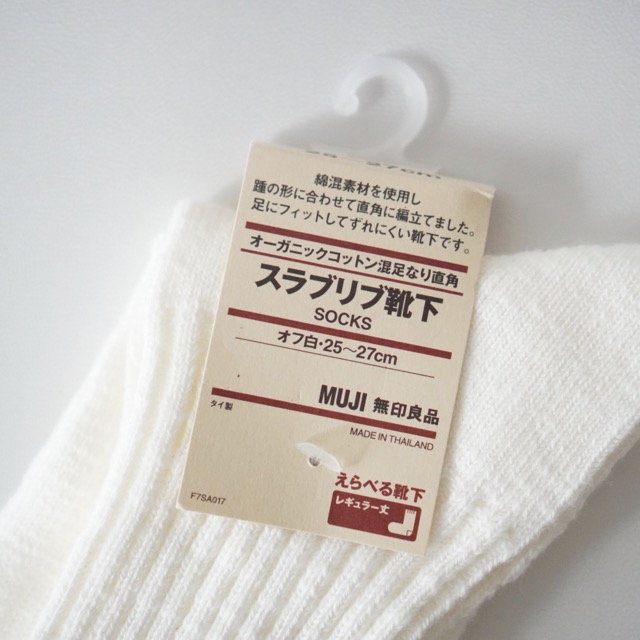 綿混素材を使用し
踵の形に合わせて直角に編立てました。
足にフィットしてずれにくい靴下です。
オーガニックコットン混足なり直角
スラブリブ靴下
SOCKS
オフ白・25～27cm
MUJI 無印良品
タイ製
MADE IN THAILAND
えらべる靴下
レギュラー丈
F7SA017